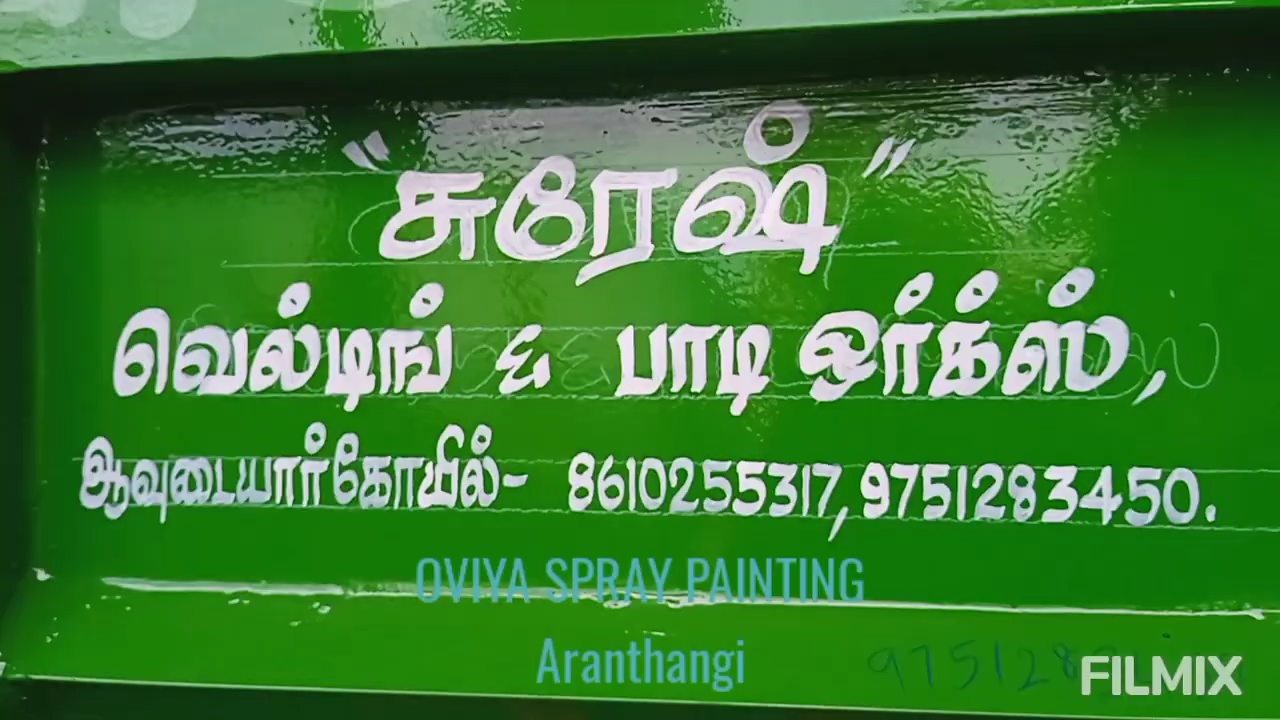 "சுரேஷ்"
வெல்டிங் & பாடி ஒர்க்ஸ்,
ஆவுடையார்கோயில்- 8610255317, 9751283450.
OVIYA SPRAY PAINTING
Aranthangi
FILMIX